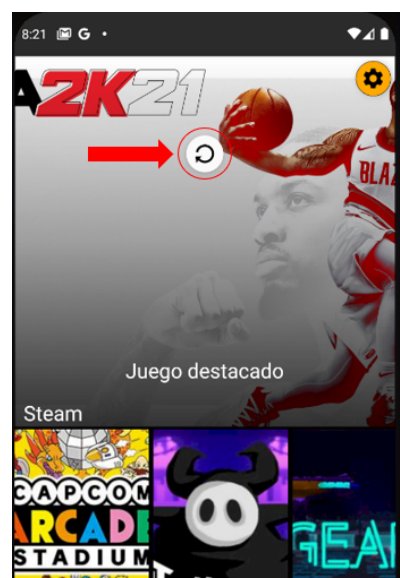 8:21 G
A2K21
BLAZ
Juego destacado
Steam
CAPCOM
ARCADE
STADIUM
GEA